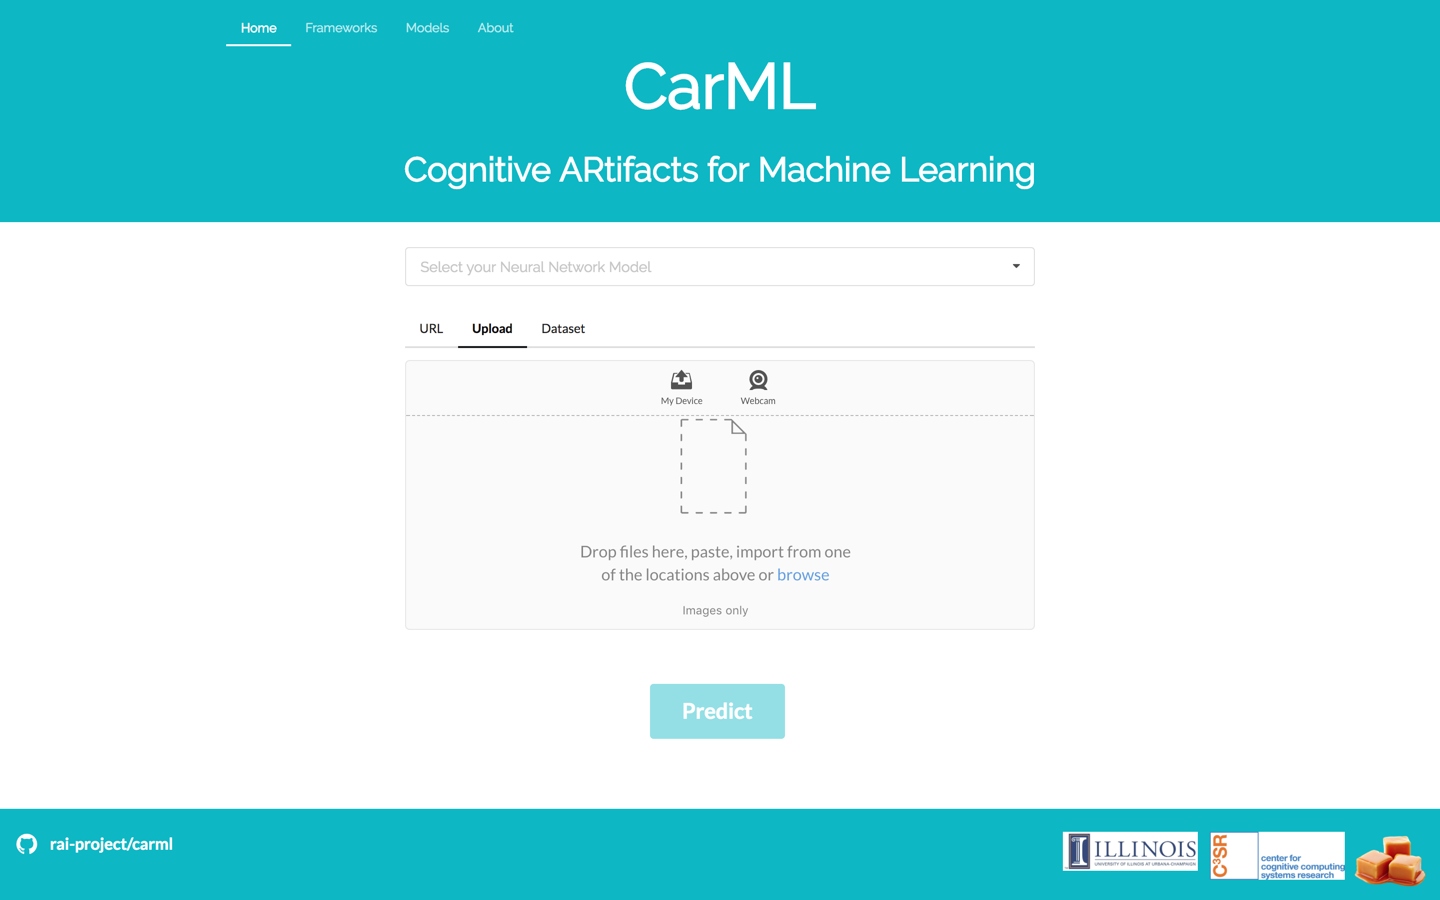 Home Frameworks Models About
CarML
Cognitive ARtifacts for Machine Learning
Select your Neural Network Model
URL Upload Dataset
My Device Webcam
Drop files here, paste, import from one
of the locations above or browse
Images only
Predict
rai-project/carml
I ILLINOIS
UNIVERSITY OF ILLINOIS AT URBANA-CHAMPAIGN
C³SR
center for
cognitive computing
systems research